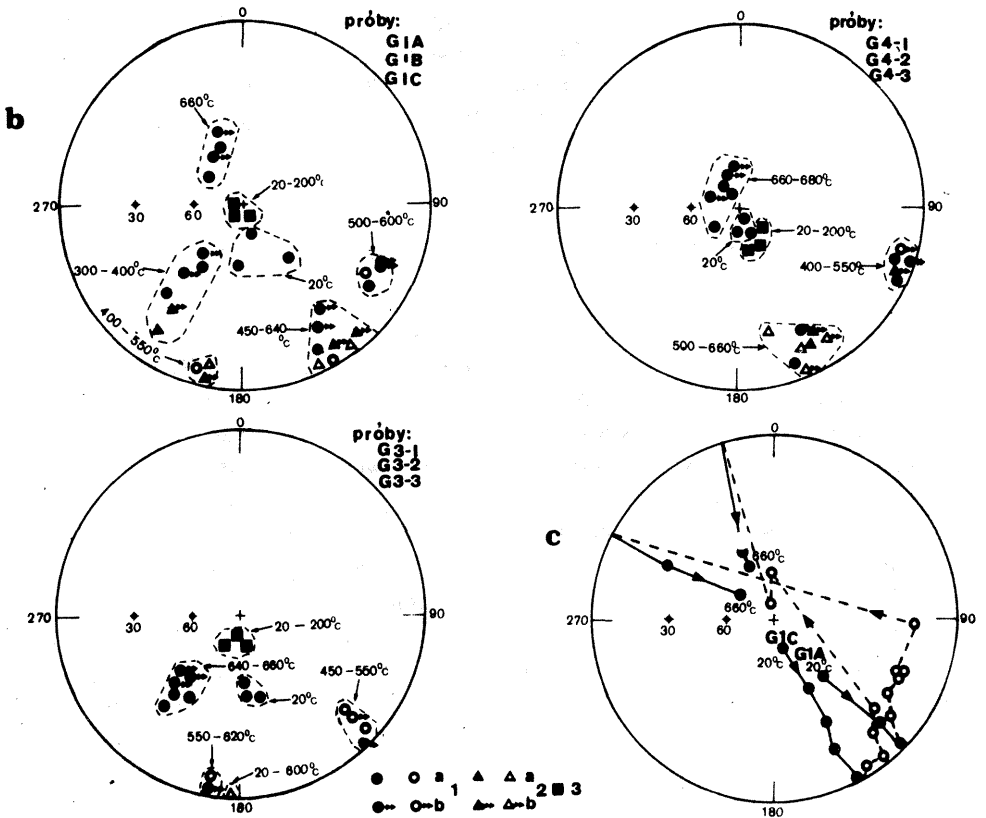 b
0
próby:
G1A
G1B
G1C
660°C
20-200°C
270
30
60
90
500-600°C
300-400°C
20°C
400-550°C
450-640°C
180
0
próby:
G4-1
G4-2
G4-3
660-680°C
270
30
60
90
20-200°C
20°C
400-550°C
500-660°C
180
0
próby:
G3-1
G3-2
G3-3
270
30
60
90
20-200°C
640-660°C
450-550°C
20°C
550-620°C
20-600°C
180
c
0
660°C
660°C
270
30
60
90
G1C
20°C
G1A
20°C
180
a 1 a 2 3
b b